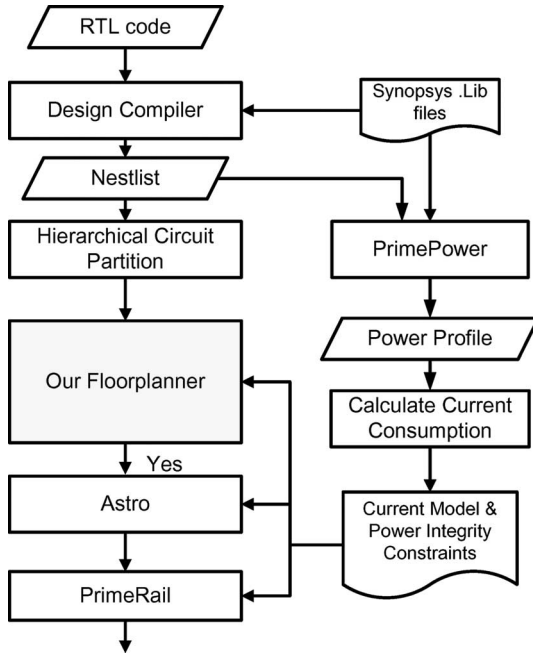 RTL code
Design Compiler
Synopsys .Lib
files
Nestlist
Hierarchical Circuit
Partition
PrimePower
Our Floorplanner
Power Profile
Calculate Current
Consumption
Yes
Astro
Current Model &
Power Integrity
Constraints
PrimeRail